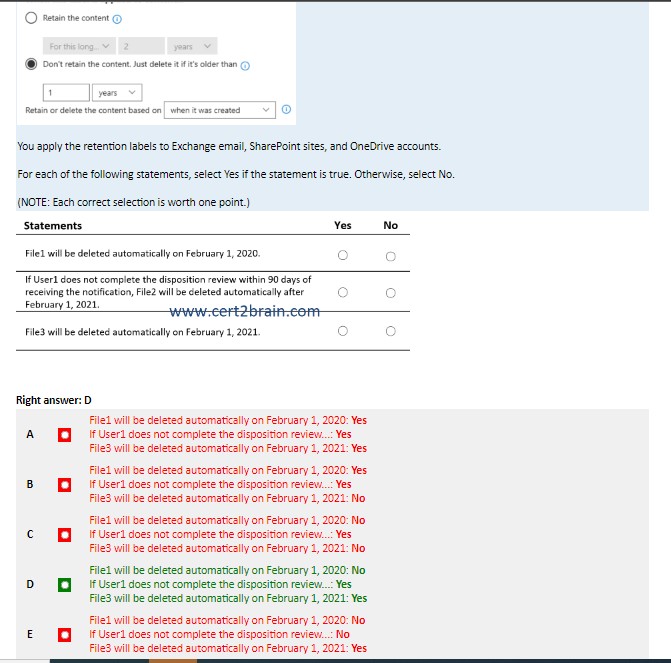 Retain the content
For this long.. 2 years
Don't retain the content. Just delete it if it's older than
1 years
Retain or delete the content based on when it was created
You apply the retention labels to Exchange email, SharePoint sites, and OneDrive accounts.
For each of the following statements, select Yes if the statement is true. Otherwise, select No.
(NOTE: Each correct selection is worth one point.)
Statements Yes No
File1 will be deleted automatically on February 1, 2020.
If User1 does not complete the disposition review within 90 days of
receiving the notification, File2 will be deleted automatically after
February 1, 2021.
www.cert2brain.com
File3 will be deleted automatically on February 1, 2021.
Right answer: D
File1 will be deleted automatically on February 1, 2020: Yes
A If User1 does not complete the disposition review...: Yes
File3 will be deleted automatically on February 1, 2021: Yes
File1 will be deleted automatically on February 1, 2020: Yes
B If User1 does not complete the disposition review...: Yes
File3 will be deleted automatically on February 1, 2021: No
File1 will be deleted automatically on February 1, 2020: No
C If User1 does not complete the disposition review...: Yes
File3 will be deleted automatically on February 1, 2021: No
File1 will be deleted automatically on February 1, 2020: No
D If User1 does not complete the disposition review...: Yes
File3 will be deleted automatically on February 1, 2021: Yes
File1 will be deleted automatically on February 1, 2020: No
E If User1 does not complete the disposition review...: No
File3 will be deleted automatically on February 1, 2021: Yes